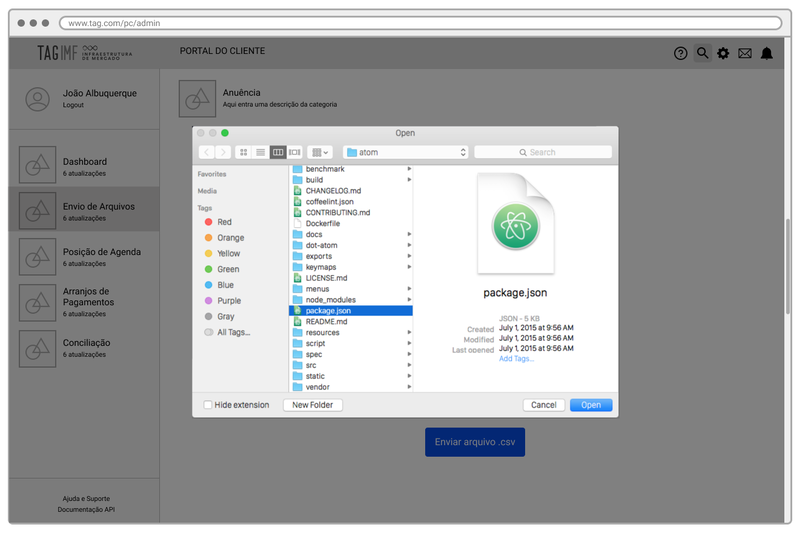 www.tag.com/pc/admin
TAG IMF INFRAESTRUTURA
DE MERCADO
PORTAL DO CLIENTE
João Albuquerque
Logout
Anuência
Aqui entra uma descrição da categoria
Dashboard
6 atualizações
Envio de Arquivos
6 atualizações
Posição de Agenda
6 atualizações
Arranjos de
Pagamentos
6 atualizações
Conciliação
6 atualizações
Ajuda e Suporte
Documentação API
Open
atom
Search
Favorites
Media
Tags
Red
Orange
Yellow
Green
Blue
Purple
Gray
All Tags...
benchmark
build
CHANGELOG.md
coffeelint.json
CONTRIBUTING.md
Dockerfile
docs
dot-atom
exports
keymaps
LICENSE.md
menus
node_modules
package.json
README.md
resources
script
spec
src
static
vendor
package.json
JSON - 5 KB
Created July 1, 2015 at 9:56 AM
Modified July 1, 2015 at 9:56 AM
Last opened July 1, 2015 at 9:56 AM
Add Tags...
Hide extension
New Folder
Cancel
Open
Enviar arquivo .csv